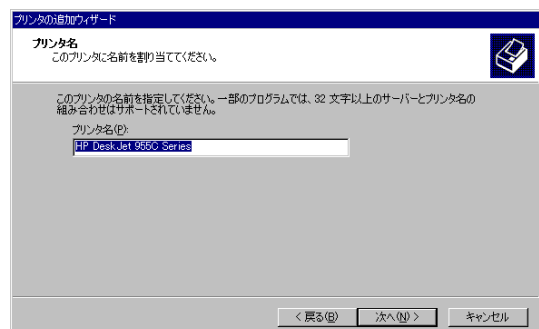 プリンタの追加ウィザード
プリンタ名
このプリンタに名前を割り当ててください。
このプリンタの名前を指定してください。一部のプログラムでは、32 文字以上のサーバーとプリンタ名の
組み合わせはサポートされていません。
プリンタ名(P):
HP DeskJet 955C Series
< 戻る(B)
次へ(N) >
キャンセル